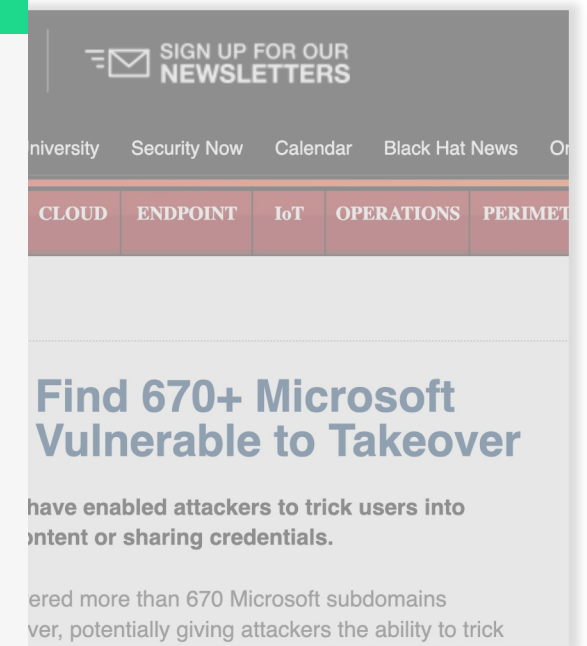 SIGN UP FOR OUR
NEWSLETTERS
niversity Security Now Calendar Black Hat News
CLOUD ENDPOINT IoT OPERATIONS PERIMET
Find 670+ Microsoft
Vulnerable to Takeover
have enabled attackers to trick users into
ontent or sharing credentials.
ered more than 670 Microsoft subdomains
ver, potentially giving attackers the ability to trick